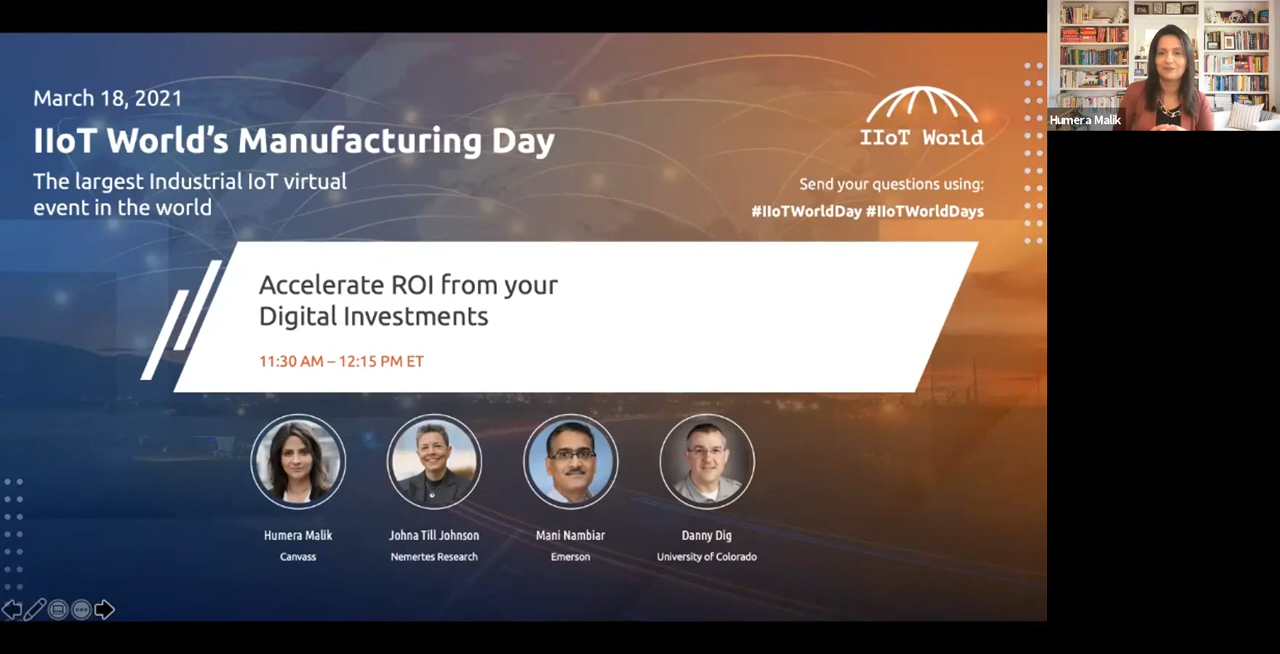 March 18, 2021
IIoT World's Manufacturing Day
The largest Industrial IoT virtual
event in the world
IIoT World
Send your questions using:
#IIoTWorldDay #IIoTWorldDays
Accelerate ROI from your
Digital Investments
11:30 AM – 12:15 PM ET
Humera Malik
Canvass
Johna Till Johnson
Nemertes Research
Mani Nambiar
Emerson
Danny Dig
University of Colorado
Humera Malik